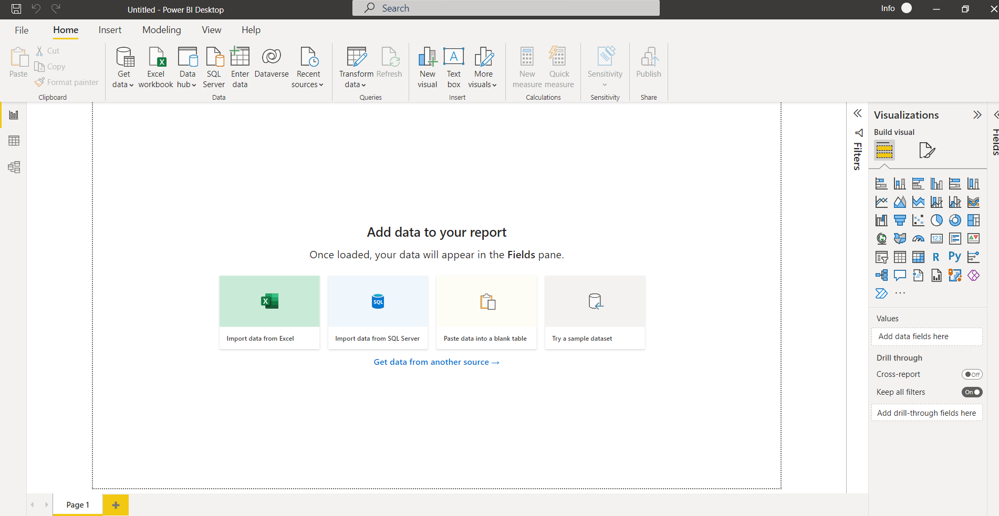 Untitled - Power BI Desktop
Search
Info
File
Home
Insert
Modeling
View
Help
Paste
Cut
Copy
Format painter
Clipboard
Get data
Excel workbook
Data hub
SQL Server
Enter data
Dataverse
Recent sources
Data
Transform data
Refresh
Queries
New visual
Text box
More visuals
Insert
New measure
Quick measure
Calculations
Sensitivity
Sensitivity
Publish
Share
Filters
Visualizations
Build visual
Fields
123
R
Py
Add data to your report
Once loaded, your data will appear in the Fields pane.
SQL
Import data from Excel
Import data from SQL Server
Paste data into a blank table
Try a sample dataset
Get data from another source →
Values
Add data fields here
Drill through
Cross-report
Off
Keep all filters
On
Add drill-through fields here
Page 1